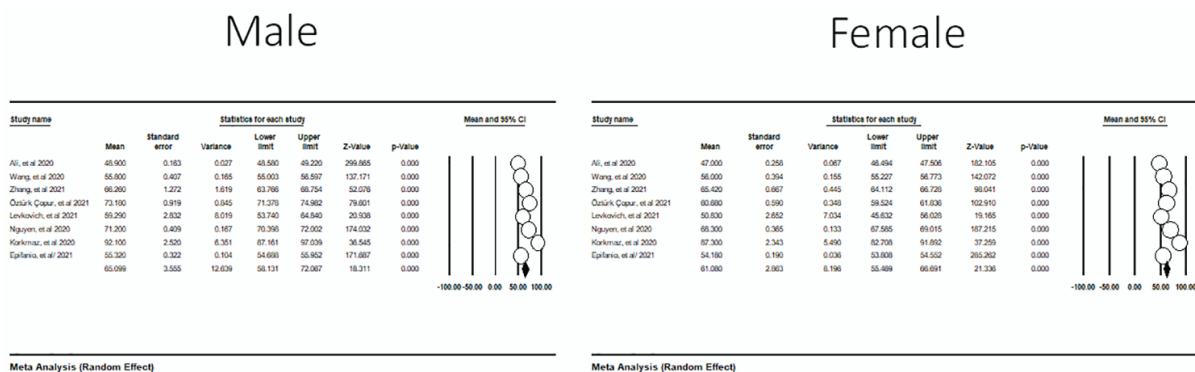 Male
Study name Statistics for each study Mean and 95% CI
Mean Standard error Variance Lower limit Upper limit Z-Value p-Value
Ali, et al 2020 48.900 0.163 0.027 48.580 49.220 299.865 0.000
Wang, et al 2020 55.800 0.407 0.165 55.003 56.597 137.171 0.000
Zhang, et al 2021 66.260 1.272 1.619 63.766 68.754 52.076 0.000
Öztürk Çopur, et al 2021 73.180 0.919 0.845 71.378 74.982 79.601 0.000
Levkovich, et al 2021 59.290 2.832 8.019 53.740 64.840 20.938 0.000
Nguyen, et al 2020 71.200 0.409 0.167 70.398 72.002 174.032 0.000
Korkmaz, et al 2020 92.100 2.520 6.351 87.161 97.039 36.545 0.000
Epifanio, et al/ 2021 55.320 0.322 0.104 54.688 55.952 171.687 0.000
65.099 3.555 12.639 58.131 72.067 18.311 0.000
-100.00 -50.00 0.00 50.00 100.00
Meta Analysis (Random Effect)
Female
Study name Statistics for each study Mean and 95% CI
Mean Standard error Variance Lower limit Upper limit Z-Value p-Value
Ali, et al 2020 47.000 0.258 0.067 46.494 47.506 182.105 0.000
Wang, et al 2020 56.000 0.394 0.155 55.227 56.773 142.072 0.000
Zhang, et al 2021 65.420 0.667 0.445 64.112 66.728 98.041 0.000
Öztürk Çopur, et al 2021 60.680 0.590 0.348 59.524 61.836 102.910 0.000
Levkovich, et al 2021 50.830 2.652 7.034 45.632 56.028 19.165 0.000
Nguyen, et al 2020 68.300 0.365 0.133 67.585 69.015 187.215 0.000
Korkmaz, et al 2020 87.300 2.343 5.490 82.708 91.892 37.259 0.000
Epifanio, et al/ 2021 54.180 0.190 0.036 53.808 54.552 285.262 0.000
61.080 2.863 8.196 55.469 66.691 21.336 0.000
-100.00 -50.00 0.00 50.00 100.00
Meta Analysis (Random Effect)